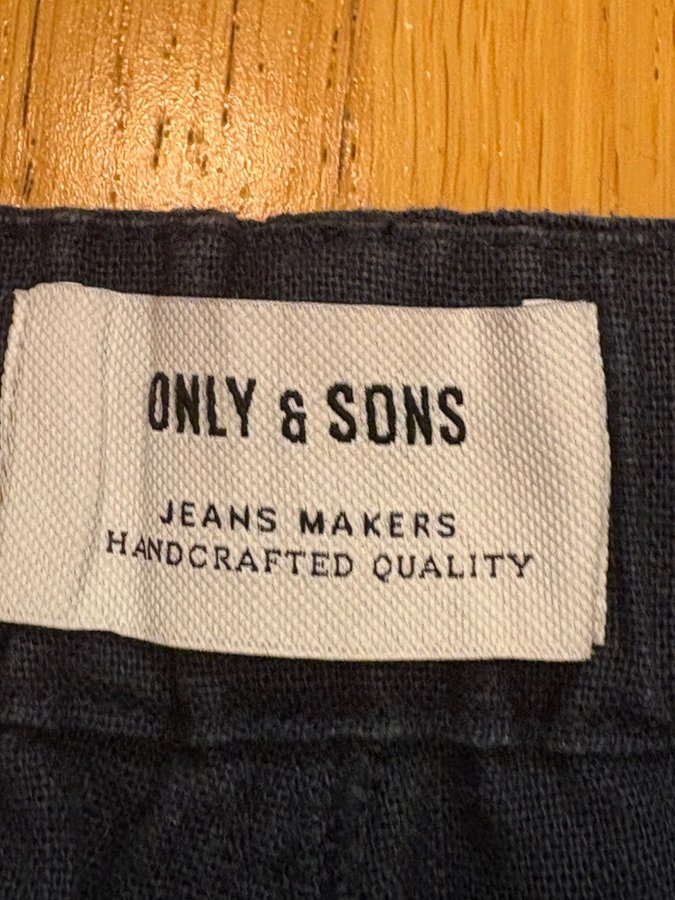 ONLY & SONS
JEANS MAKERS
HANDCRAFTED QUALITY